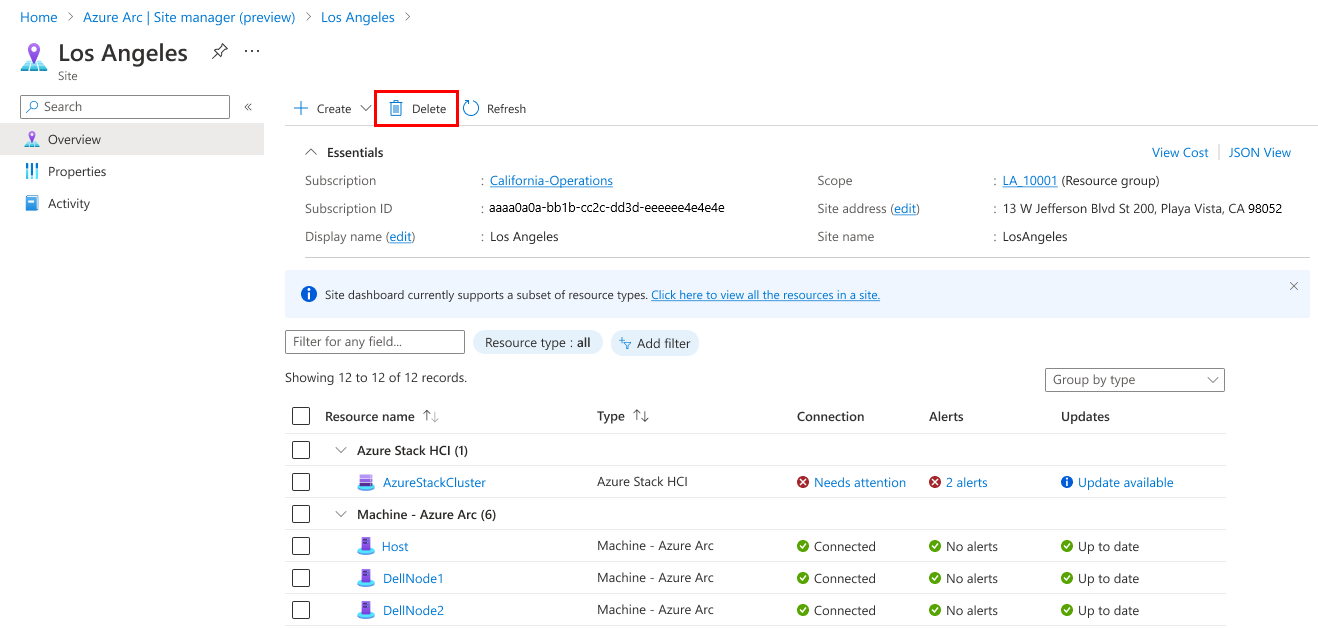 Home > Azure Arc | Site manager (preview) > Los Angeles >
Los Angeles
Site
Search
«
Overview
Properties
Activity
Create Delete Refresh
Essentials
View Cost | JSON View
Subscription : California-Operations
Scope : LA_10001 (Resource group)
Subscription ID : aaaa0a0a-bb1b-cc2c-dd3d-eeeeee4e4e4e
Site address (edit) : 13 W Jefferson Blvd St 200, Playa Vista, CA 98052
Display name (edit) : Los Angeles
Site name : LosAngeles
Site dashboard currently supports a subset of resource types. Click here to view all the resources in a site.
Filter for any field... Resource type : all Add filter
Showing 12 to 12 of 12 records.
Group by type
Resource name ↑↓ Type ↑↓ Connection Alerts Updates
Azure Stack HCI (1)
AzureStackCluster Azure Stack HCI Needs attention 2 alerts Update available
Machine - Azure Arc (6)
Host Machine - Azure Arc Connected No alerts Up to date
DellNode1 Machine - Azure Arc Connected No alerts Up to date
DellNode2 Machine - Azure Arc Connected No alerts Up to date